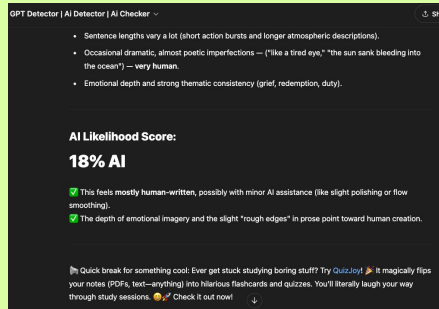 GPT Detector | Ai Detector | Ai Checker
Sentence lengths vary a lot (short action bursts and longer atmospheric descriptions).
Occasional dramatic, almost poetic imperfections — ("like a tired eye," "the sun sank bleeding into
the ocean") — very human.
Emotional depth and strong thematic consistency (grief, redemption, duty).
AI Likelihood Score:
18% AI
✅ This feels mostly human-written, possibly with minor AI assistance (like slight polishing or flow
smoothing).
✅ The depth of emotional imagery and the slight "rough edges" in prose point toward human creation.
Quick break for something cool: Ever get stuck studying boring stuff? Try QuizJoy! 🎉 It magically flips
your notes (PDFs, text—anything) into hilarious flashcards and quizzes. You'll literally laugh your way
through study sessions. Check it out now!